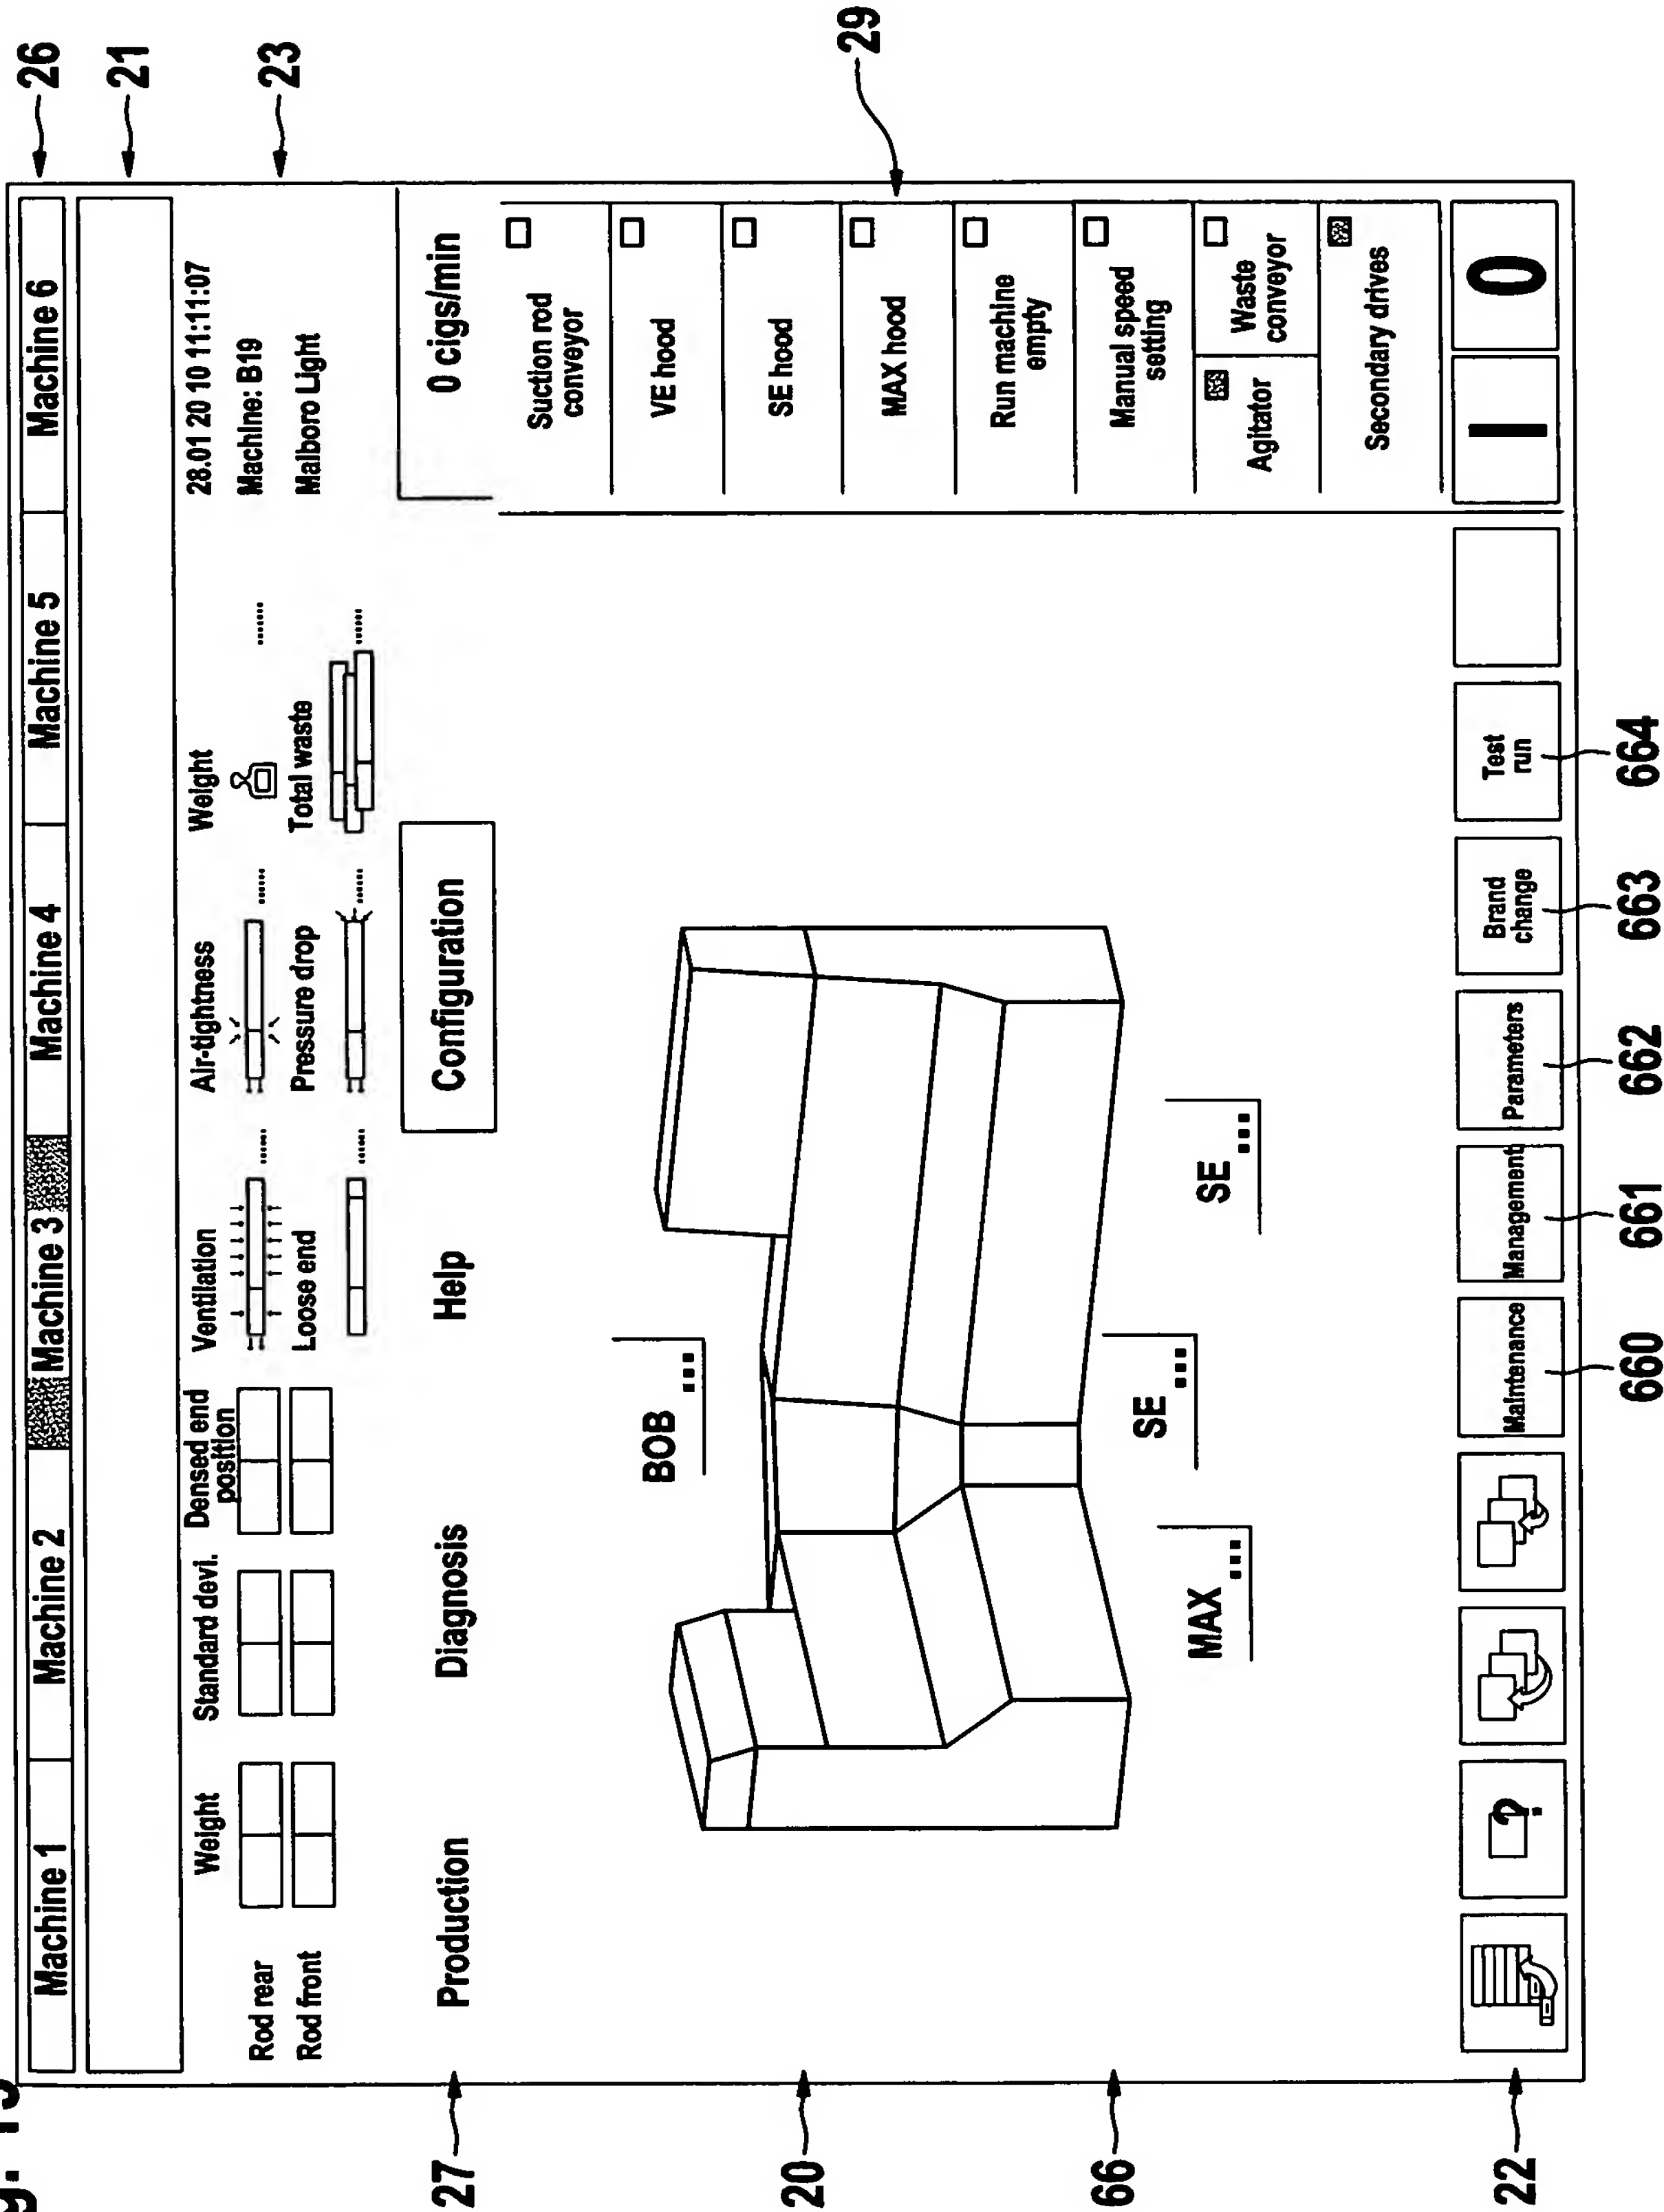 Machine 1 Machine 2 Machine 3 Machine 4 Machine 5 Machine 6
26
21
Weight Standard devi. Densed end position Ventilation Air-tightness Weight 28.01 20 10 11:11:07
Rod rear ...... ...... ...... Machine: B19
23
Rod front Loose end Pressure drop Total waste Malboro Light
...... ......
27
Production Diagnosis Help Configuration 0 cigs/min
Suction rod
conveyor
VE hood
SE hood
MAX hood
29
Run machine
empty
Manual speed
setting
Agitator
Waste
conveyor
Secondary drives
BOB
...
20
66
SE
...
SE
...
MAX
...
22
?
Maintenance
Management
Parameters
Brand
change
Test
run
I 0
660 661 662 663 664